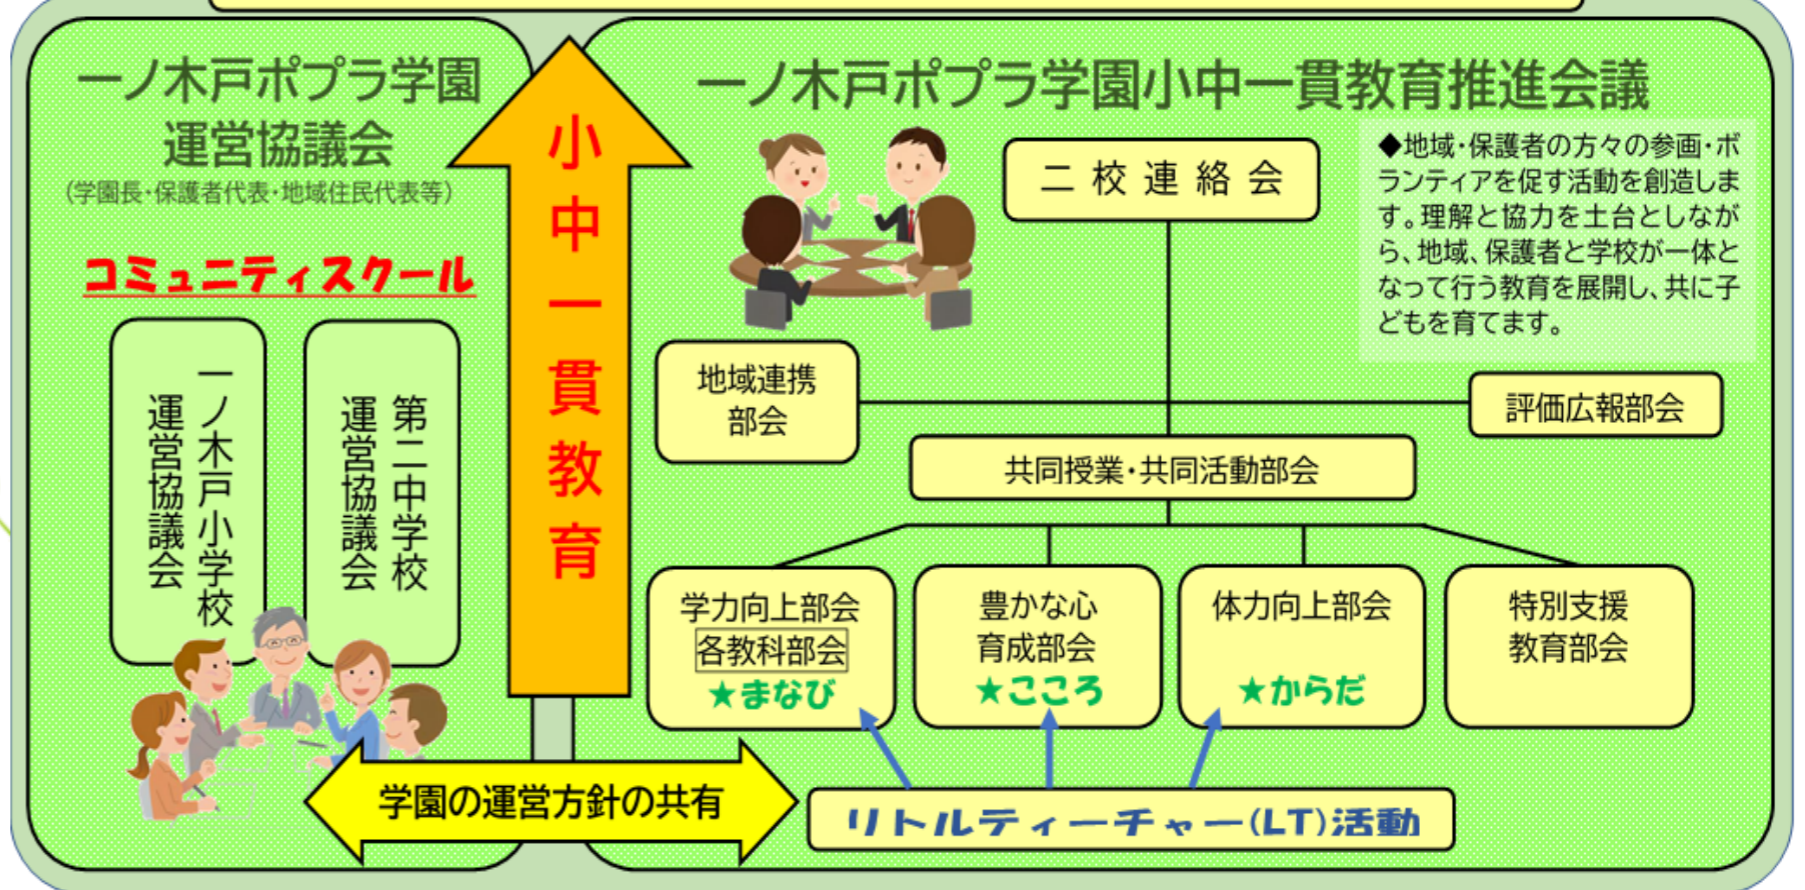 一ノ木戸ポプラ学園
運営協議会
（学園長・保護者代表・地域住民代表等）
コミュニティスクール
一ノ木戸小学校
運営協議会
第二中学校
運営協議会
小中一貫教育
一ノ木戸ポプラ学園小中一貫教育推進会議
二校連絡会
◆地域・保護者の方々の参画・ボ
ランティアを促す活動を創造しま
す。理解と協力を土台としなが
ら、地域、保護者と学校が一体と
なって行う教育を展開し、共に子
どもを育てます。
地域連携
部会
評価広報部会
共同授業・共同活動部会
学力向上部会
各教科部会
★まなび
豊かな心
育成部会
★こころ
体力向上部会
★からだ
特別支援
教育部会
学園の運営方針の共有
リトルティーチャー(LT)活動